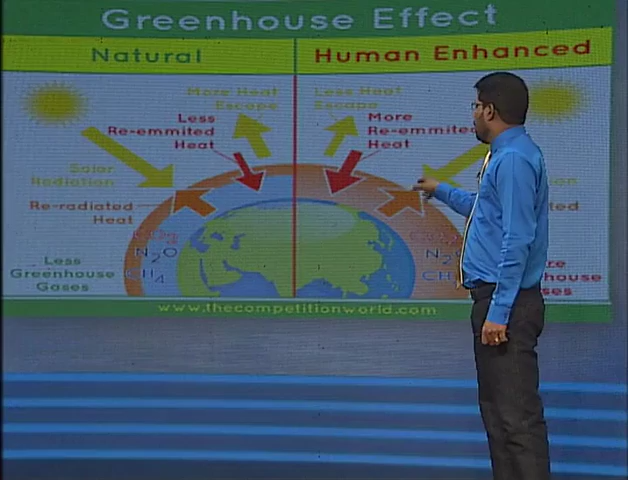 Greenhouse Effect
Natural
Human Enhanced
More Heat
Escape
Less
Re-emmited
Heat
Solar
Radiation
Re-radiated
Heat
Less
Greenhouse
Gases
N2O
CH4
Less Heat
Escape
More
Re-emmited
Heat
www.thecompetitionworld.com